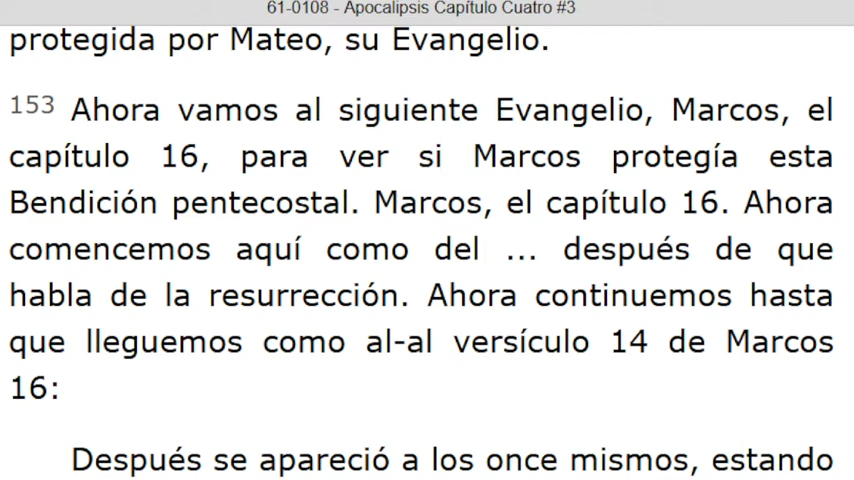 61-0108 - Apocalipsis Capítulo Cuatro #3
protegida por Mateo, su Evangelio.
153 Ahora vamos al siguiente Evangelio, Marcos, el
capítulo 16, para ver si Marcos protegía esta
Bendición pentecostal. Marcos, el capítulo 16. Ahora
comencemos aquí como del ... después de que
habla de la resurrección. Ahora continuemos hasta
que lleguemos como al-al versículo 14 de Marcos
16:
Después se apareció a los once mismos, estando